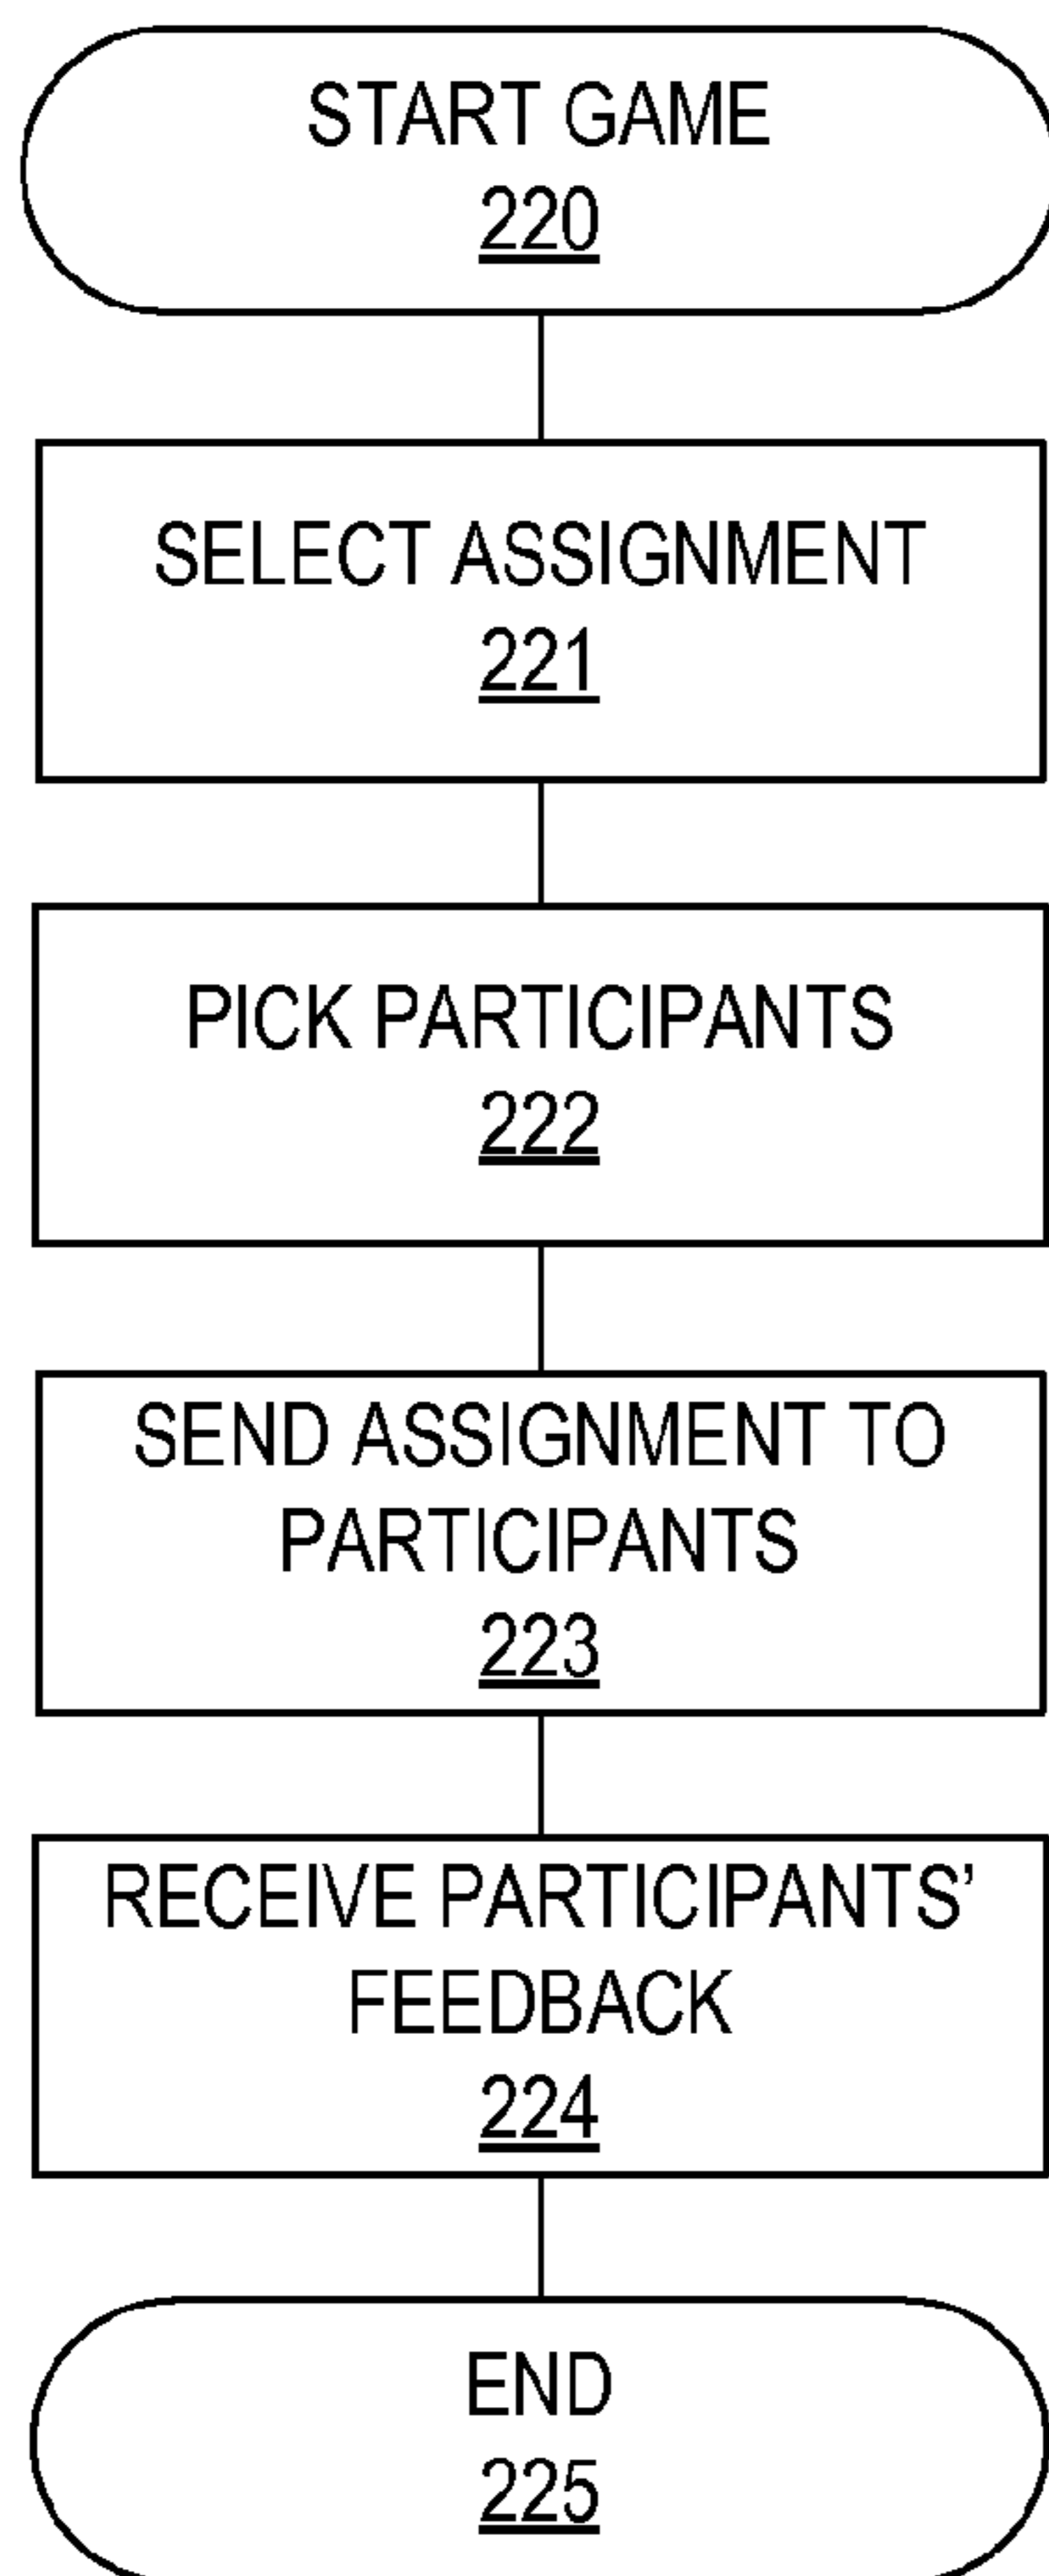 START GAME
220
SELECT ASSIGNMENT
221
PICK PARTICIPANTS
222
SEND ASSIGNMENT TO
PARTICIPANTS
223
RECEIVE PARTICIPANTS’
FEEDBACK
224
END
225